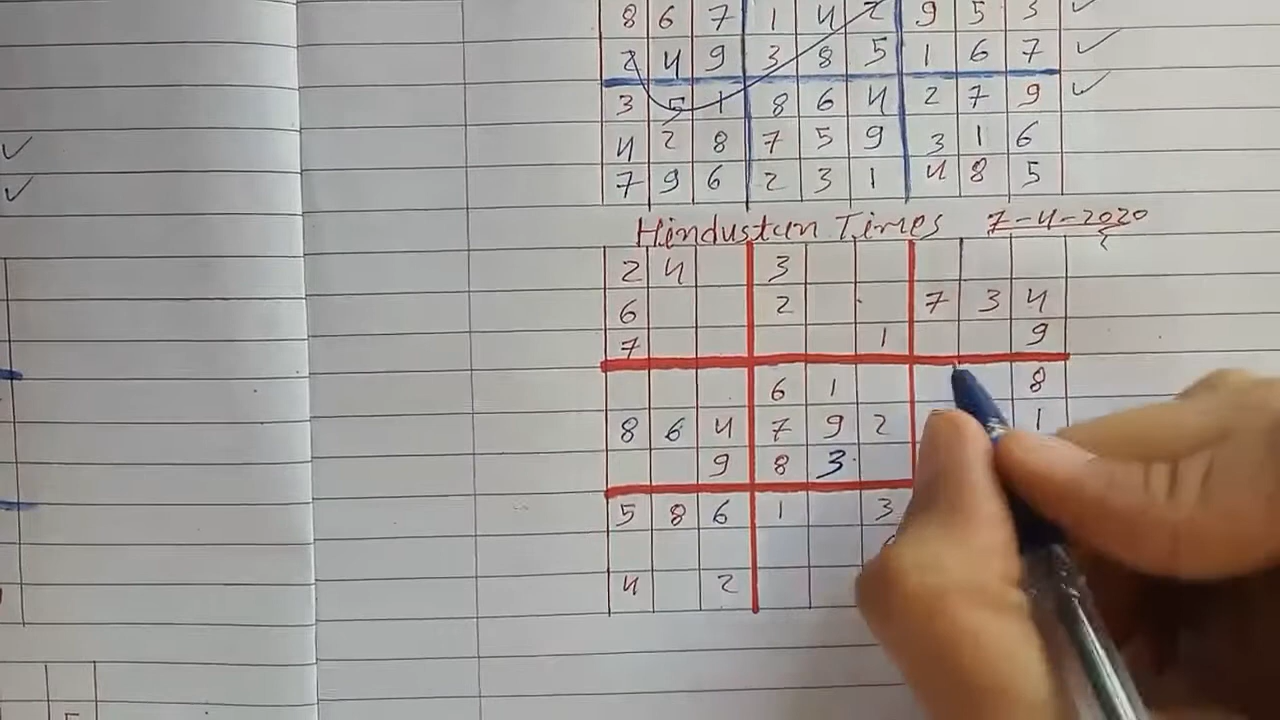 8 6 7 1 4 2 9 5 3
2 4 9 3 8 5 1 6 7
3 5 1 8 6 4 2 7 9
4 2 8 7 5 9 3 1 6
7 9 6 2 3 1 4 8 5
Hindustan Times 7-4-2020
2 4 3
6 2 7 3 4
7 1 9
6 1 8
8 6 4 7 9 2 1
9 8 3
5 8 6 1 3
4 2